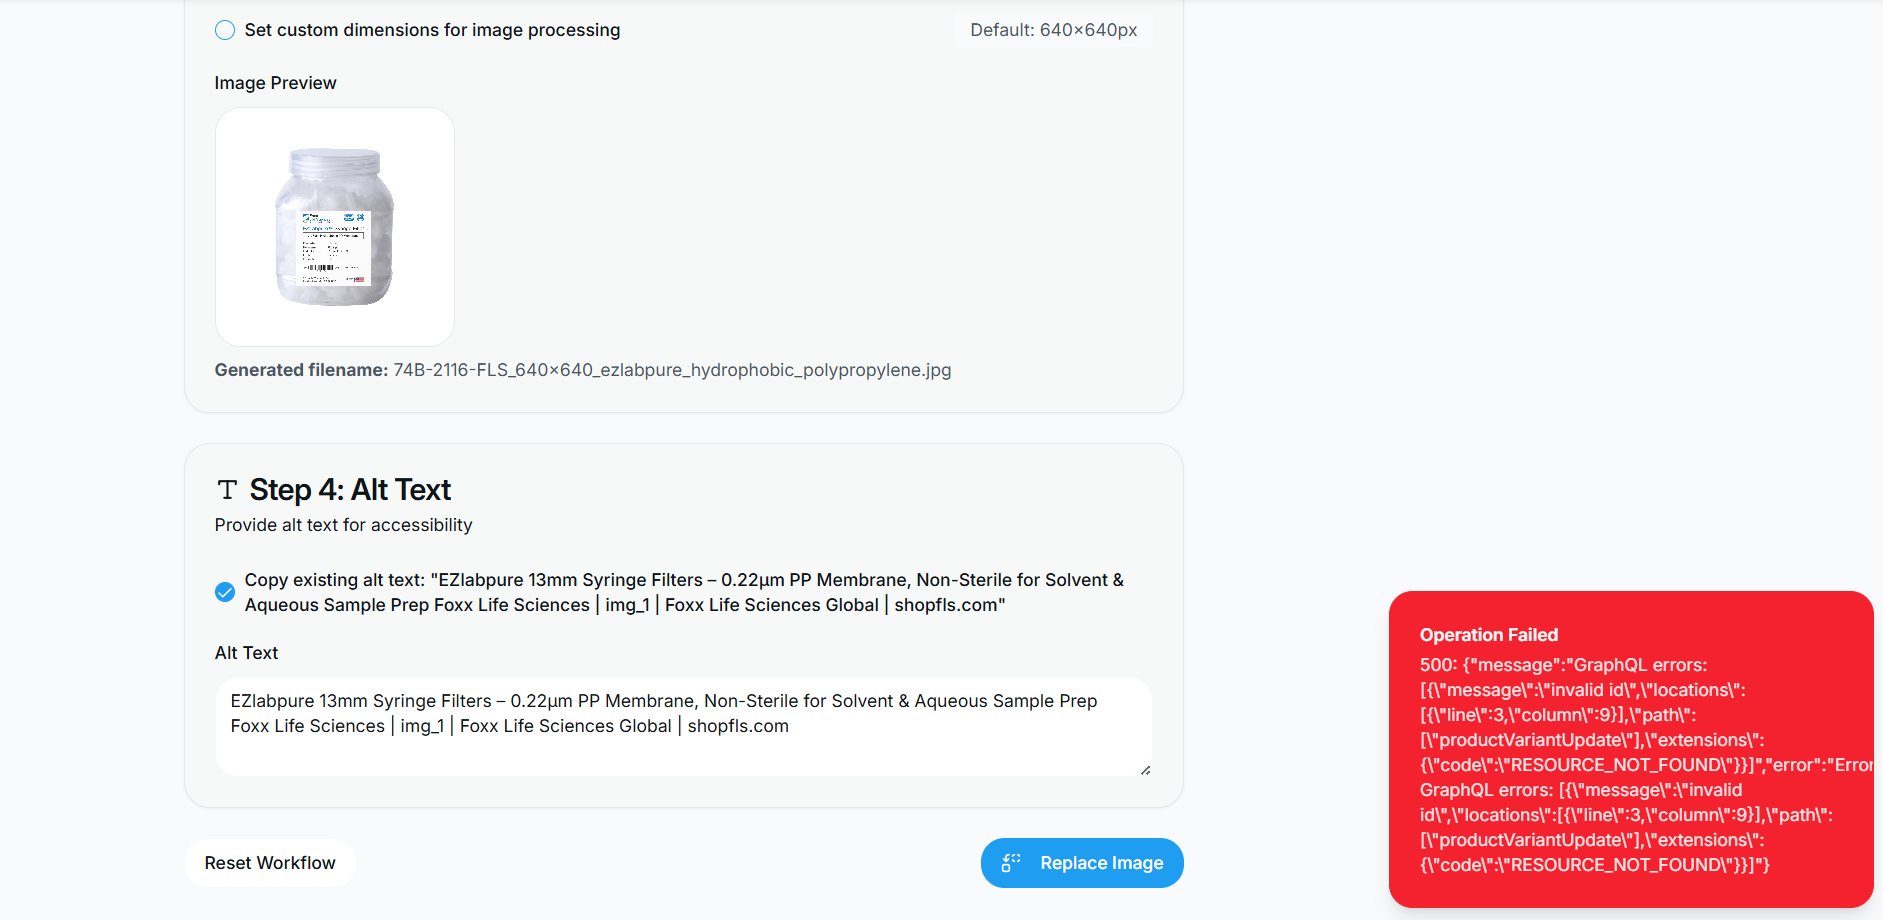 Set custom dimensions for image processing
Default: 640×640px
Image Preview
Generated filename: 74B-2116-FLS_640×640_ezlabpure_hydrophobic_polypropylene.jpg
Step 4: Alt Text
Provide alt text for accessibility
Copy existing alt text: "EZlabpure 13mm Syringe Filters – 0.22μm PP Membrane, Non-Sterile for Solvent &
Aqueous Sample Prep Foxx Life Sciences | img_1 | Foxx Life Sciences Global | shopfls.com"
Alt Text
EZlabpure 13mm Syringe Filters – 0.22μm PP Membrane, Non-Sterile for Solvent & Aqueous Sample Prep
Foxx Life Sciences | img_1 | Foxx Life Sciences Global | shopfls.com
Reset Workflow
Replace Image
Operation Failed
500: {"message":"GraphQL errors:
[{\"message\":\"invalid id\",\"locations\":
[{\"line\":3,\"column\":9}],\"path\":
[\"productVariantUpdate\"],\"extensions\":
{\"code\":\"RESOURCE_NOT_FOUND\"}}]","error":"Error
GraphQL errors: [{\"message\":\"invalid
id\",\"locations\":[{\"line\":3,\"column\":9}],\"path\":
[\"productVariantUpdate\"],\"extensions\":
{\"code\":\"RESOURCE_NOT_FOUND\"}}]"}